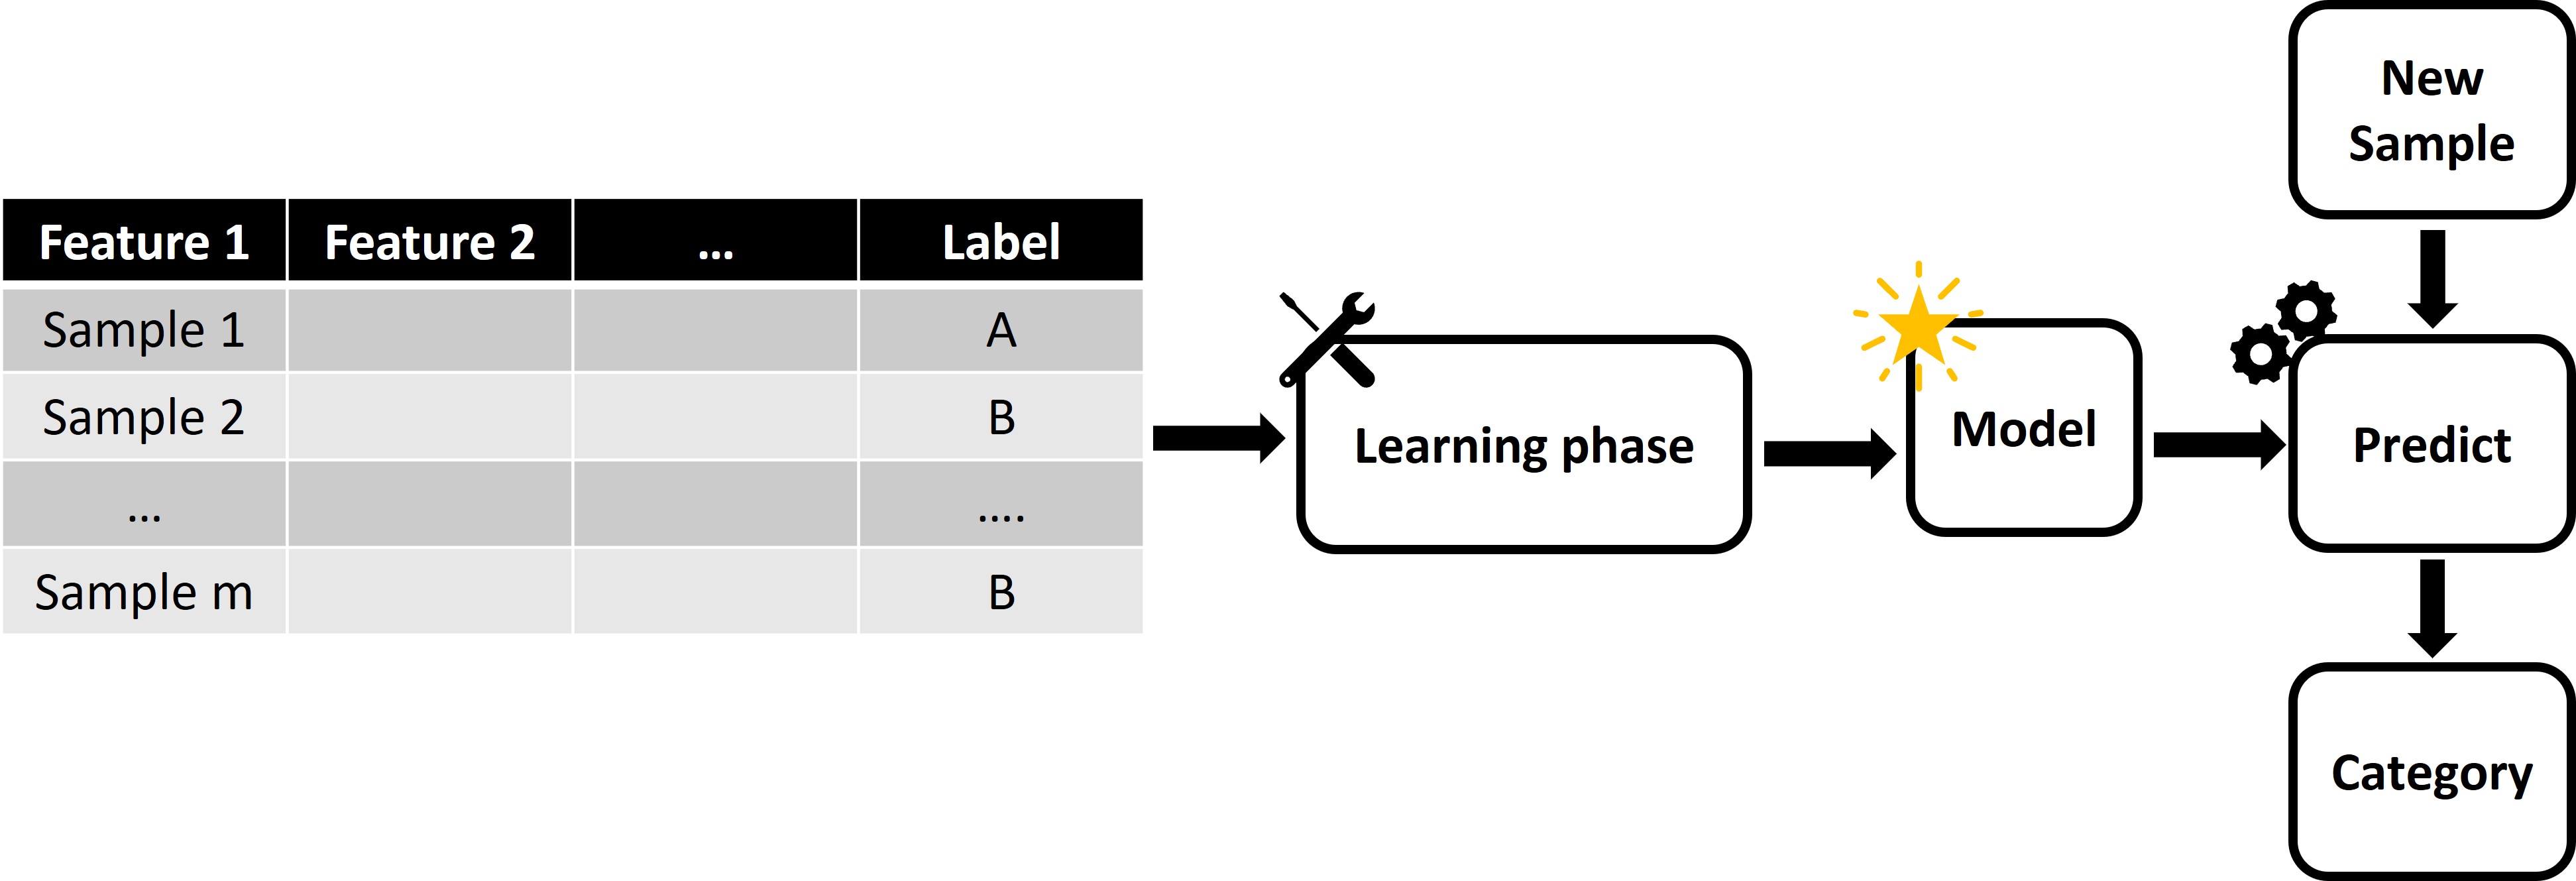 Feature 1 Feature 2 ... Label
Sample 1 A
Sample 2 B
... ....
Sample m B
Learning phase
Model
New
Sample
Predict
Category